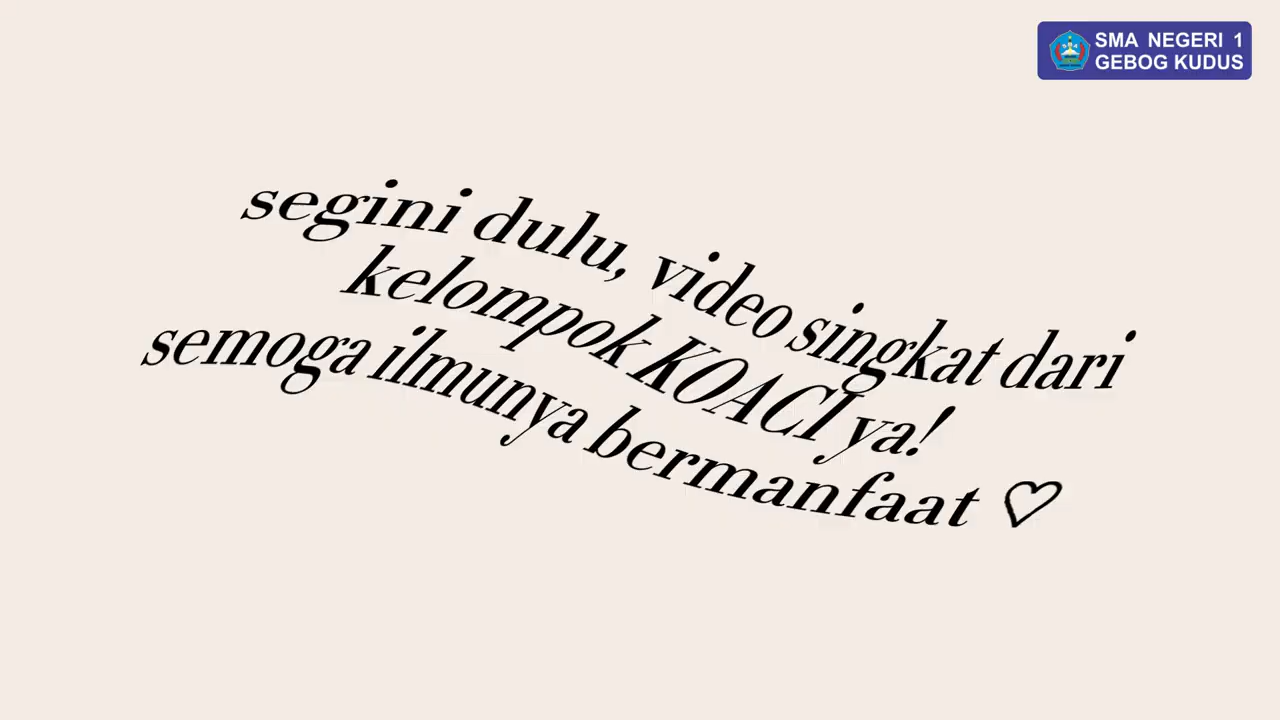 SMA NEGERI 1
GEBOG KUDUS
segini dulu, video singkat dari
kelompok KOACI ya!
semoga ilmunya bermanfaat ♡